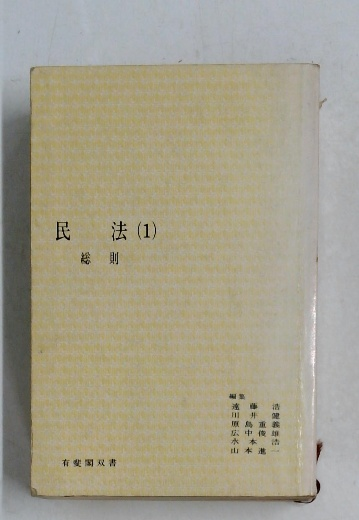 民 法 (1)
総 則
編集
遠 藤 浩
川 井 健
原 島 重 義
広 中 俊 雄
水 本 浩
山 本 進 一
有斐閣双書